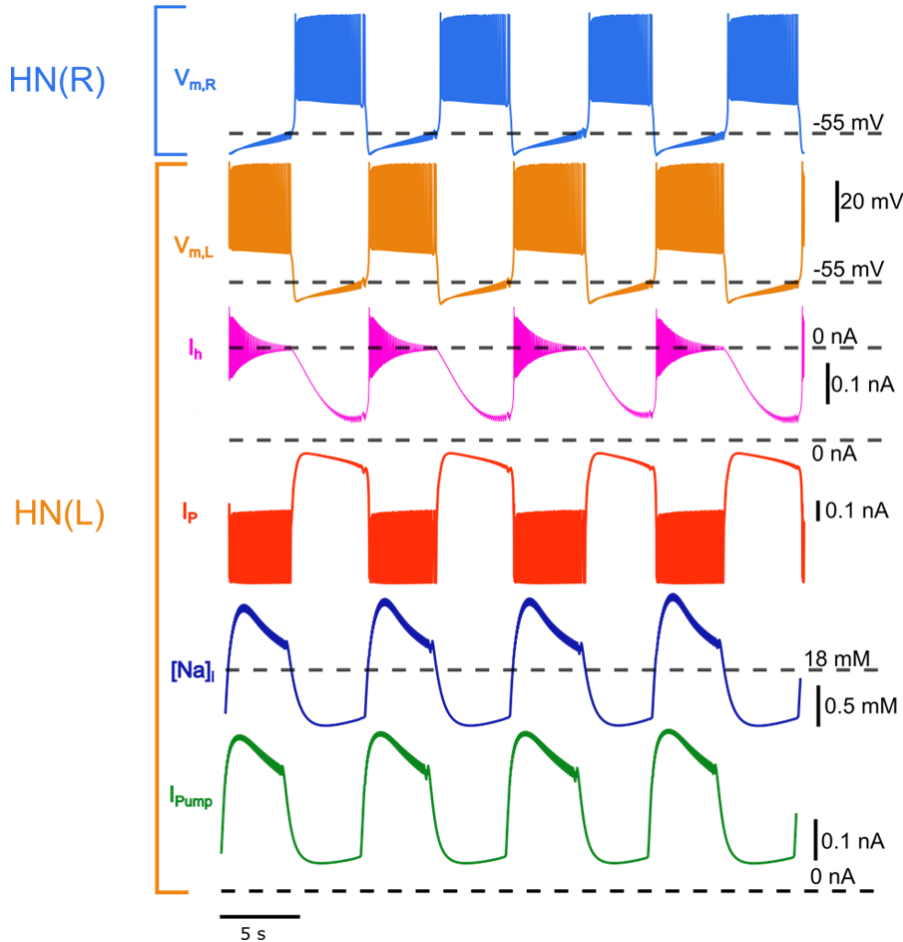 HN(R)
Vm,R
-55 mV
20 mV
Vm,L
-55 mV
Ih
0 nA
0.1 nA
0 nA
HN(L)
IP
0.1 nA
[Na]i
18 mM
0.5 mM
IPump
0.1 nA
0 nA
5 s